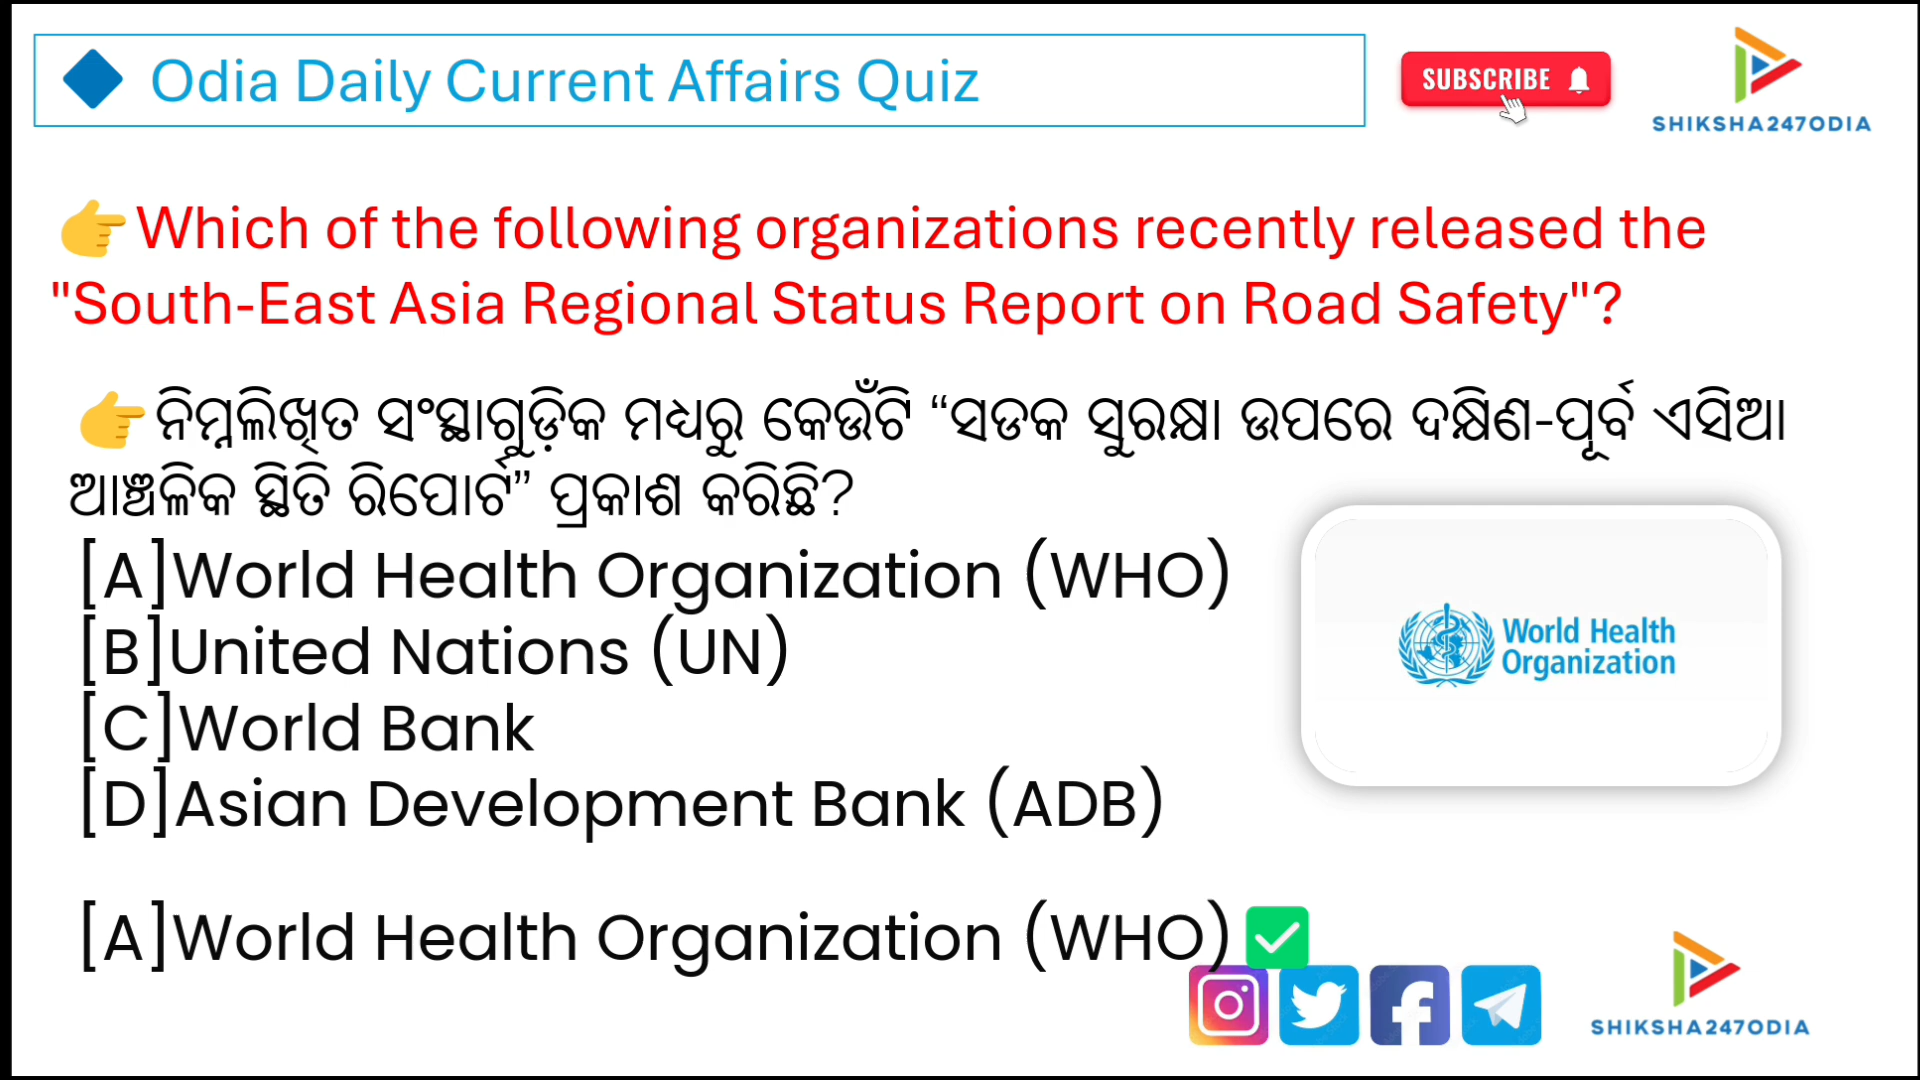 Odia Daily Current Affairs Quiz
SUBSCRIBE
SHIKSHA247ODIA
Which of the following organizations recently released the
"South-East Asia Regional Status Report on Road Safety"?
ନିମ୍ନଲିଖିତ ସଂସ୍ଥାଗୁଡ଼ିକ ମଧ୍ୟରୁ କେଉଁଟି “ସଡକ ସୁରକ୍ଷା ଉପରେ ଦକ୍ଷିଣ-ପୂର୍ବ ଏସିଆ
ଆଞ୍ଚଳିକ ସ୍ଥିତି ରିପୋର୍ଟ” ପ୍ରକାଶ କରିଛି?
[A]World Health Organization (WHO)
[B]United Nations (UN)
[C]World Bank
[D]Asian Development Bank (ADB)
World Health
Organization
[A]World Health Organization (WHO)
SHIKSHA247ODIA